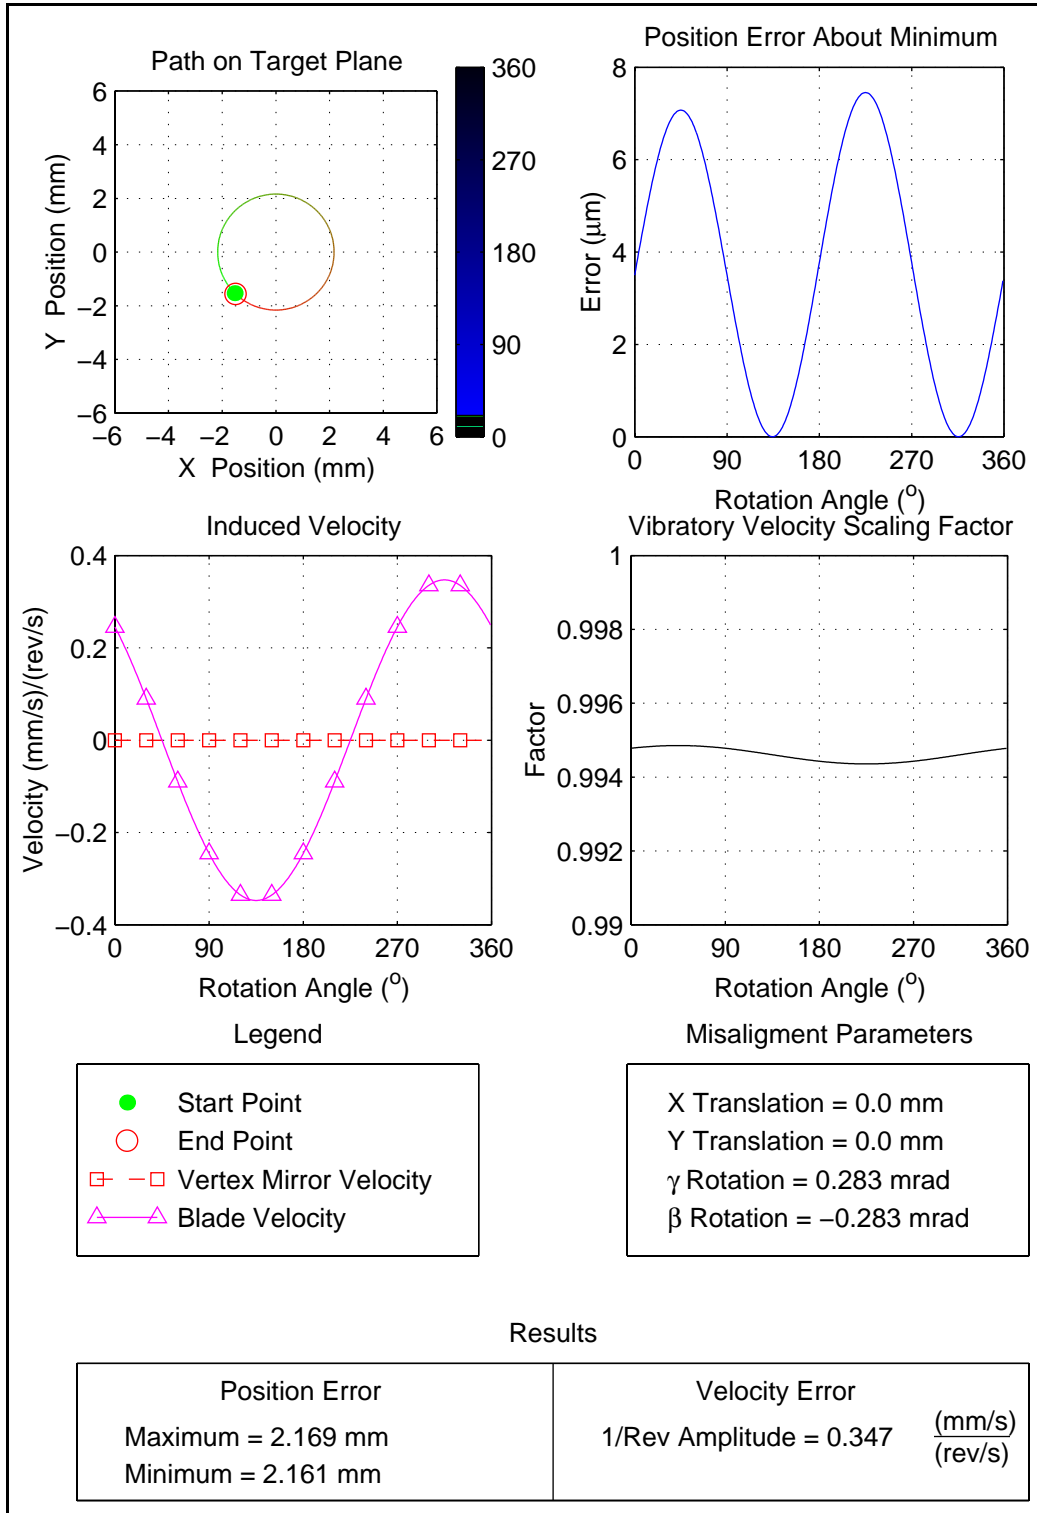 Path on Target Plane
6
4
2
0
−2
−4
−6
−6 −4 −2 0 2 4 6
X Position (mm)
Y Position (mm)
360
270
180
90
0
Position Error About Minimum
8
6
4
2
0
0 90 180 270 360
Rotation Angle (o)
Error (μm)
Induced Velocity
0.4
0.2
0
−0.2
−0.4
0 90 180 270 360
Rotation Angle (o)
Velocity (mm/s)/(rev/s)
Vibratory Velocity Scaling Factor
1
0.998
0.996
0.994
0.992
0.99
0 90 180 270 360
Rotation Angle (o)
Factor
Legend
Start Point
End Point
Vertex Mirror Velocity
Blade Velocity
Misaligment Parameters
X Translation = 0.0 mm
Y Translation = 0.0 mm
γ Rotation = 0.283 mrad
β Rotation = −0.283 mrad
Results
Position Error
Maximum = 2.169 mm
Minimum = 2.161 mm
Velocity Error
1/Rev Amplitude = 0.347 (mm/s)
(rev/s)